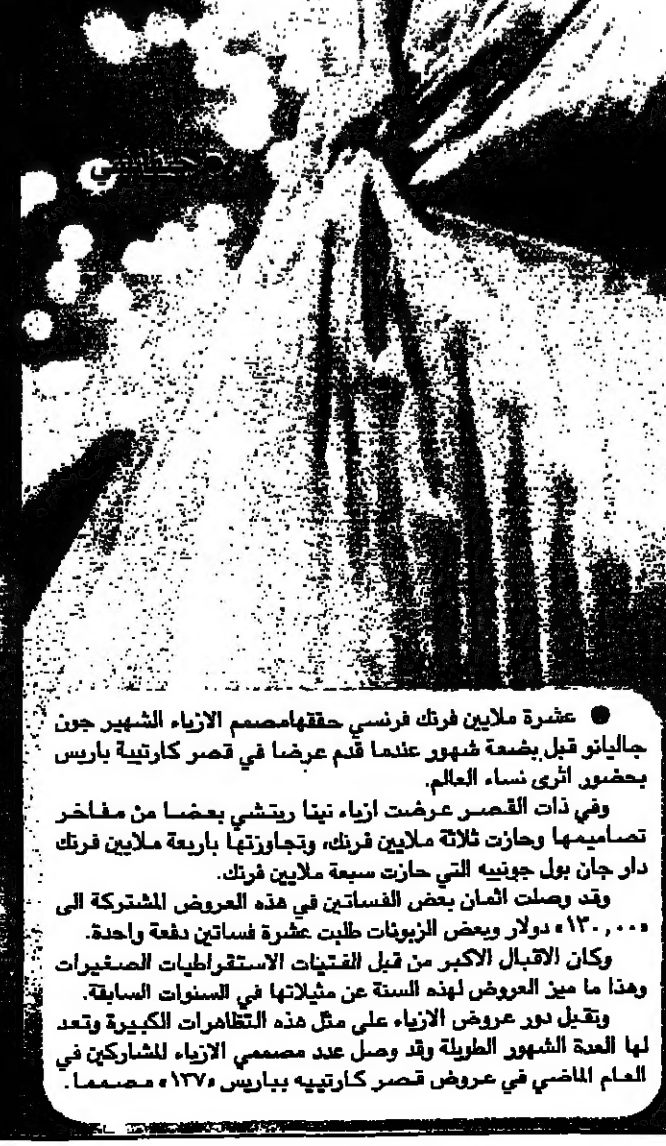 ● عشرة ملايين فرنك فرنسي حققهامصمم الازياء الشهير جون
جاليانو قبل بضعة شهور عندما قدم عرضا في قصر كارتيية باريس
بحضور اثرى نساء العالم.
وفي ذات القصر عرضت ازياء نينا ريتشي بعضا من مفاخر
تصاميمها وحازت ثلاثة ملايين فرنك، وتجاوزتها باربعة ملايين فرنك
دار جان بول جونييه التي حازت سبعة ملايين فرنك.
وقد وصلت اثمان بعض الفساتين في هذه العروض المشتركة الى
«١٣٠,٠٠» دولار وبعض الزبونات طلبت عشرة فساتين دفعة واحدة.
وكان الاقبال الاكبر من قبل الفتيات الاستقراطيات الصغيرات
وهذا ما ميز العروض لهذه السنة عن مثيلاتها في السنوات السابقة.
وتقبل دور عروض الازياء على مثل هذه التظاهرات الكبيرة وتعد
لها العدة الشهور الطويلة وقد وصل عدد مصممي الازياء المشاركين في
العام الماضي في عروض قصر كارتييه بباريس «١٣٧» مصمما.